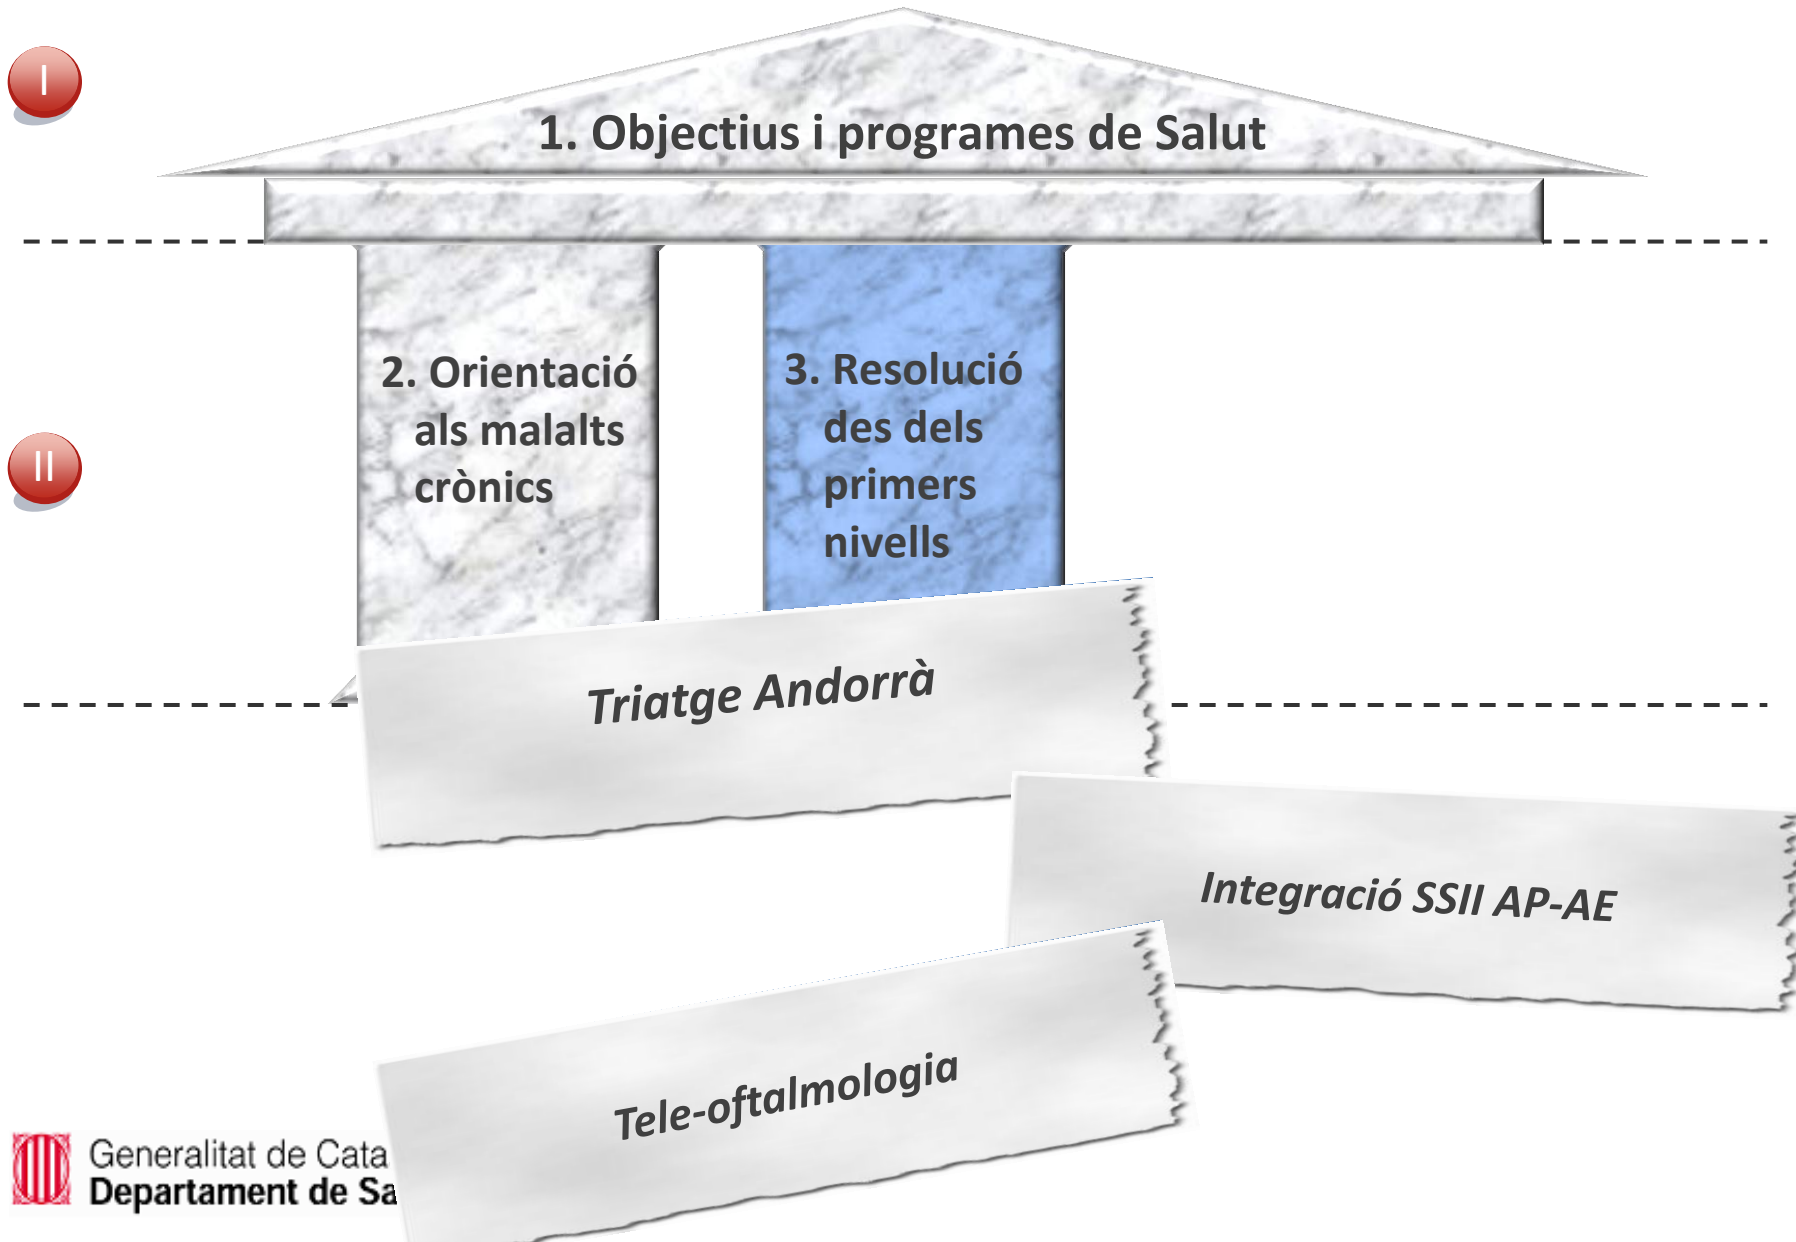 I
1. Objectius i programes de Salut
II
2. Orientació
als malalts
crònics
3. Resolució
des dels
primers
nivells
Triatge Andorrà
Integració SSII AP-AE
Tele-oftalmologia
Generalitat de Cata
Departament de Sa